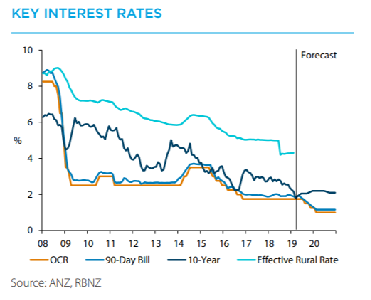 KEY INTEREST RATES
Forecast
10
8
6
%
4
2
0
08 09 10 11 12 13 14 15 16 17 18 19 20
OCR 90-Day Bill 10-Year Effective Rural Rate
Source: ANZ, RBNZ